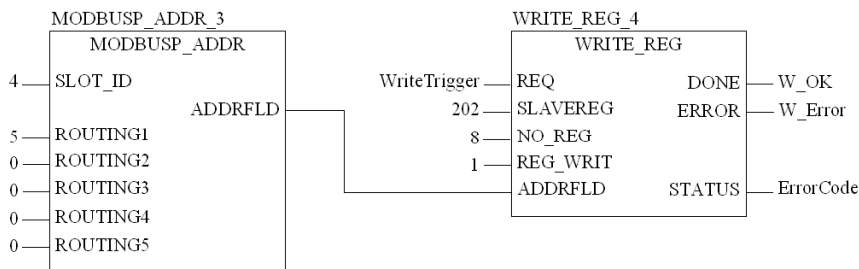 MODBUSP_ADDR_3
MODBUSP_ADDR
4 SLOT_ID
ADDRFLD
5 ROUTING1
0 ROUTING2
0 ROUTING3
0 ROUTING4
0 ROUTING5
WRITE_REG_4
WRITE_REG
WriteTrigger REQ DONE W_OK
202 SLAVEREG ERROR W_Error
8 NO_REG
1 REG_WRIT
ADDRFLD STATUS ErrorCode